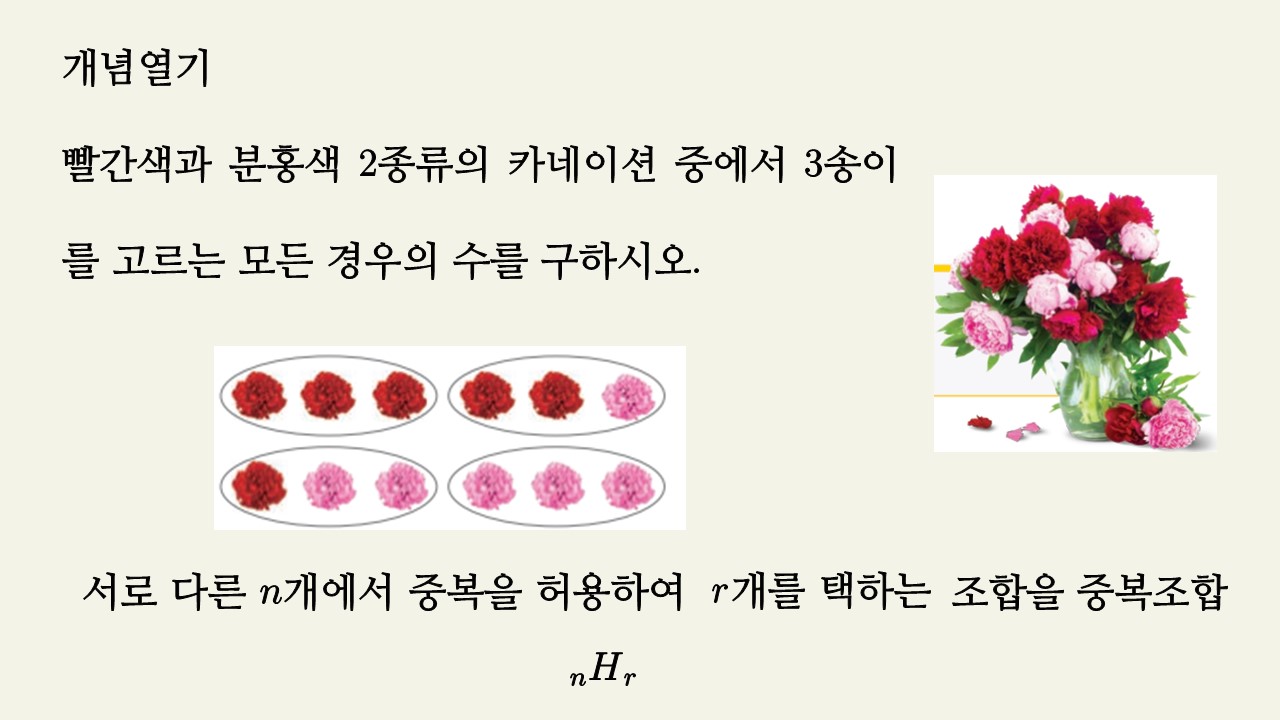 개념열기
빨간색과 분홍색 2종류의 카네이션 중에서 3송이
를 고르는 모든 경우의 수를 구하시오.
서로 다른 n개에서 중복을 허용하여 r개를 택하는 조합을 중복조합
ₙHᵣ